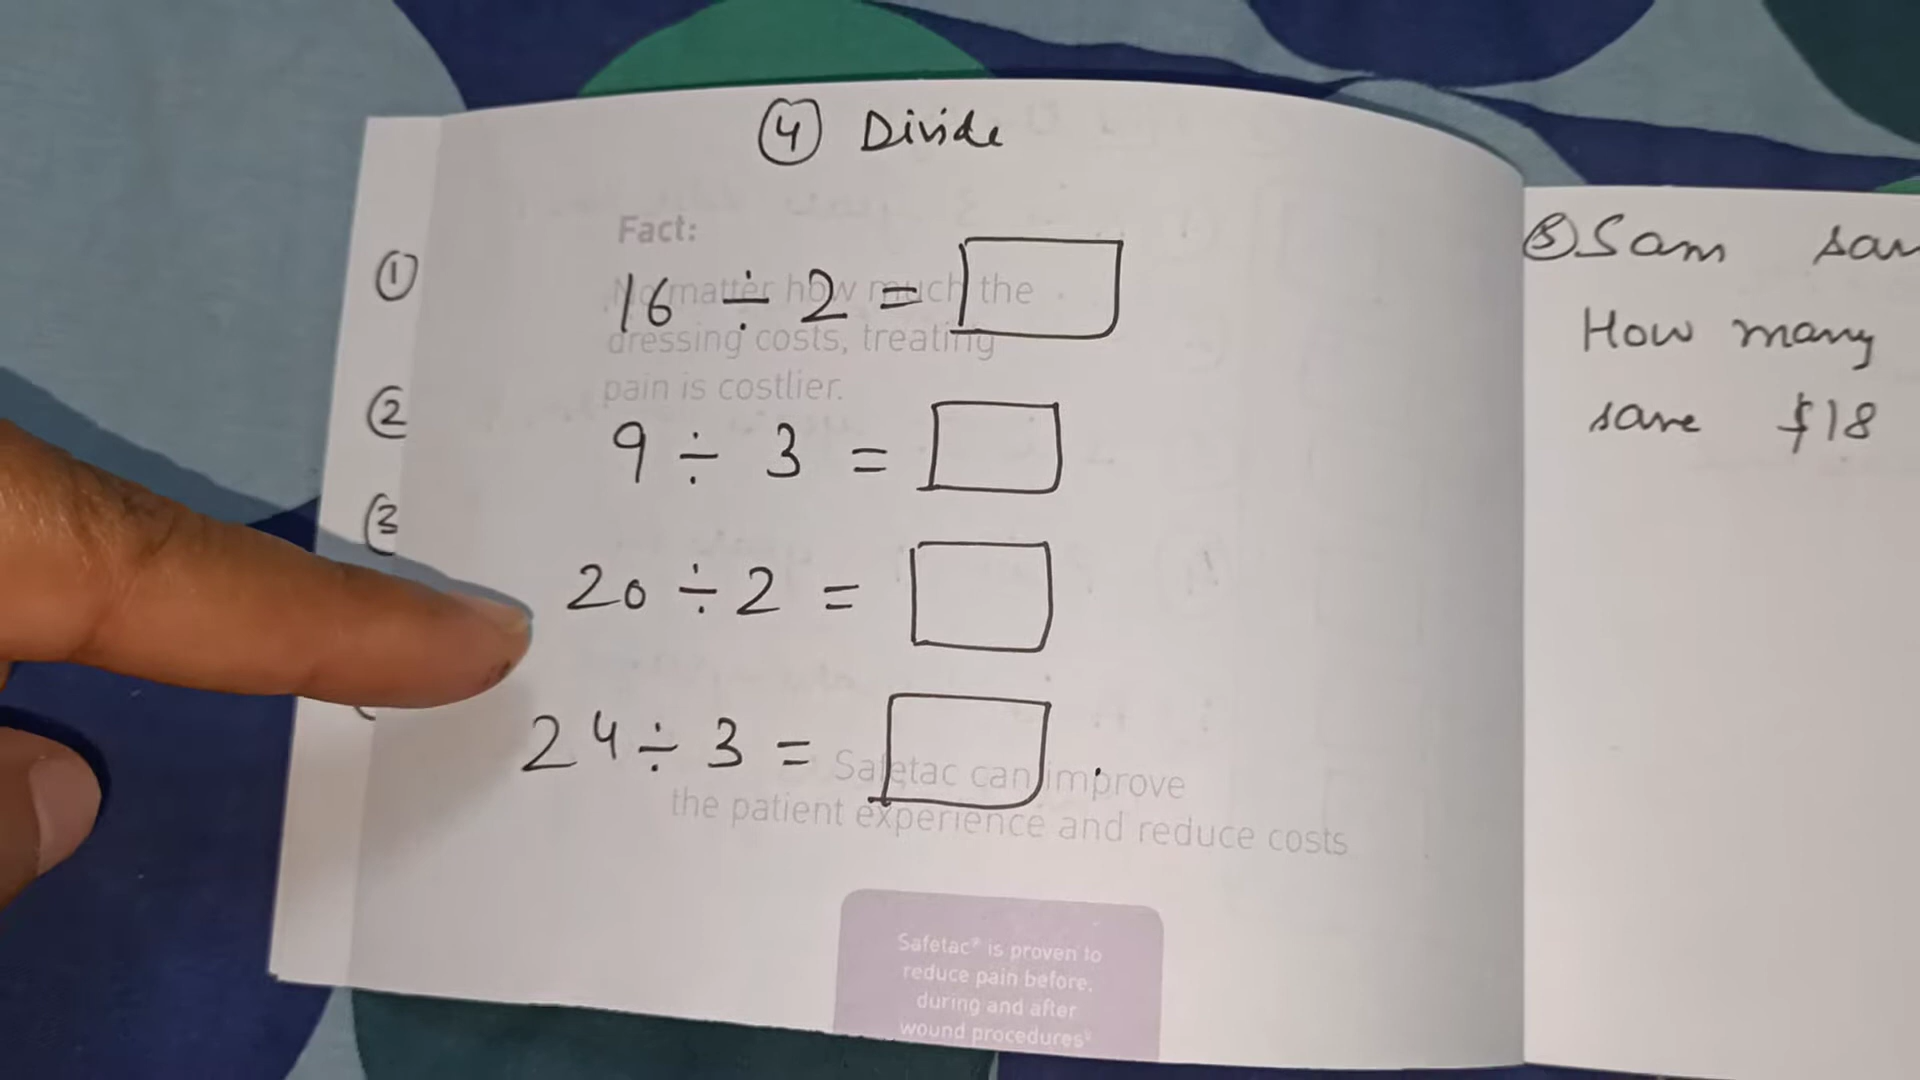 ④ Divide
Fact:
① 16 ÷ 2 =
No matter how much the
dressing costs, treating
pain is costlier.
② 9 ÷ 3 =
③ 20 ÷ 2 =
24 ÷ 3 =
Safetac can improve
the patient experience and reduce costs
Safetac® is proven to
reduce pain before,
during and after
wound procedures
⑤ Sam
How many
save $18